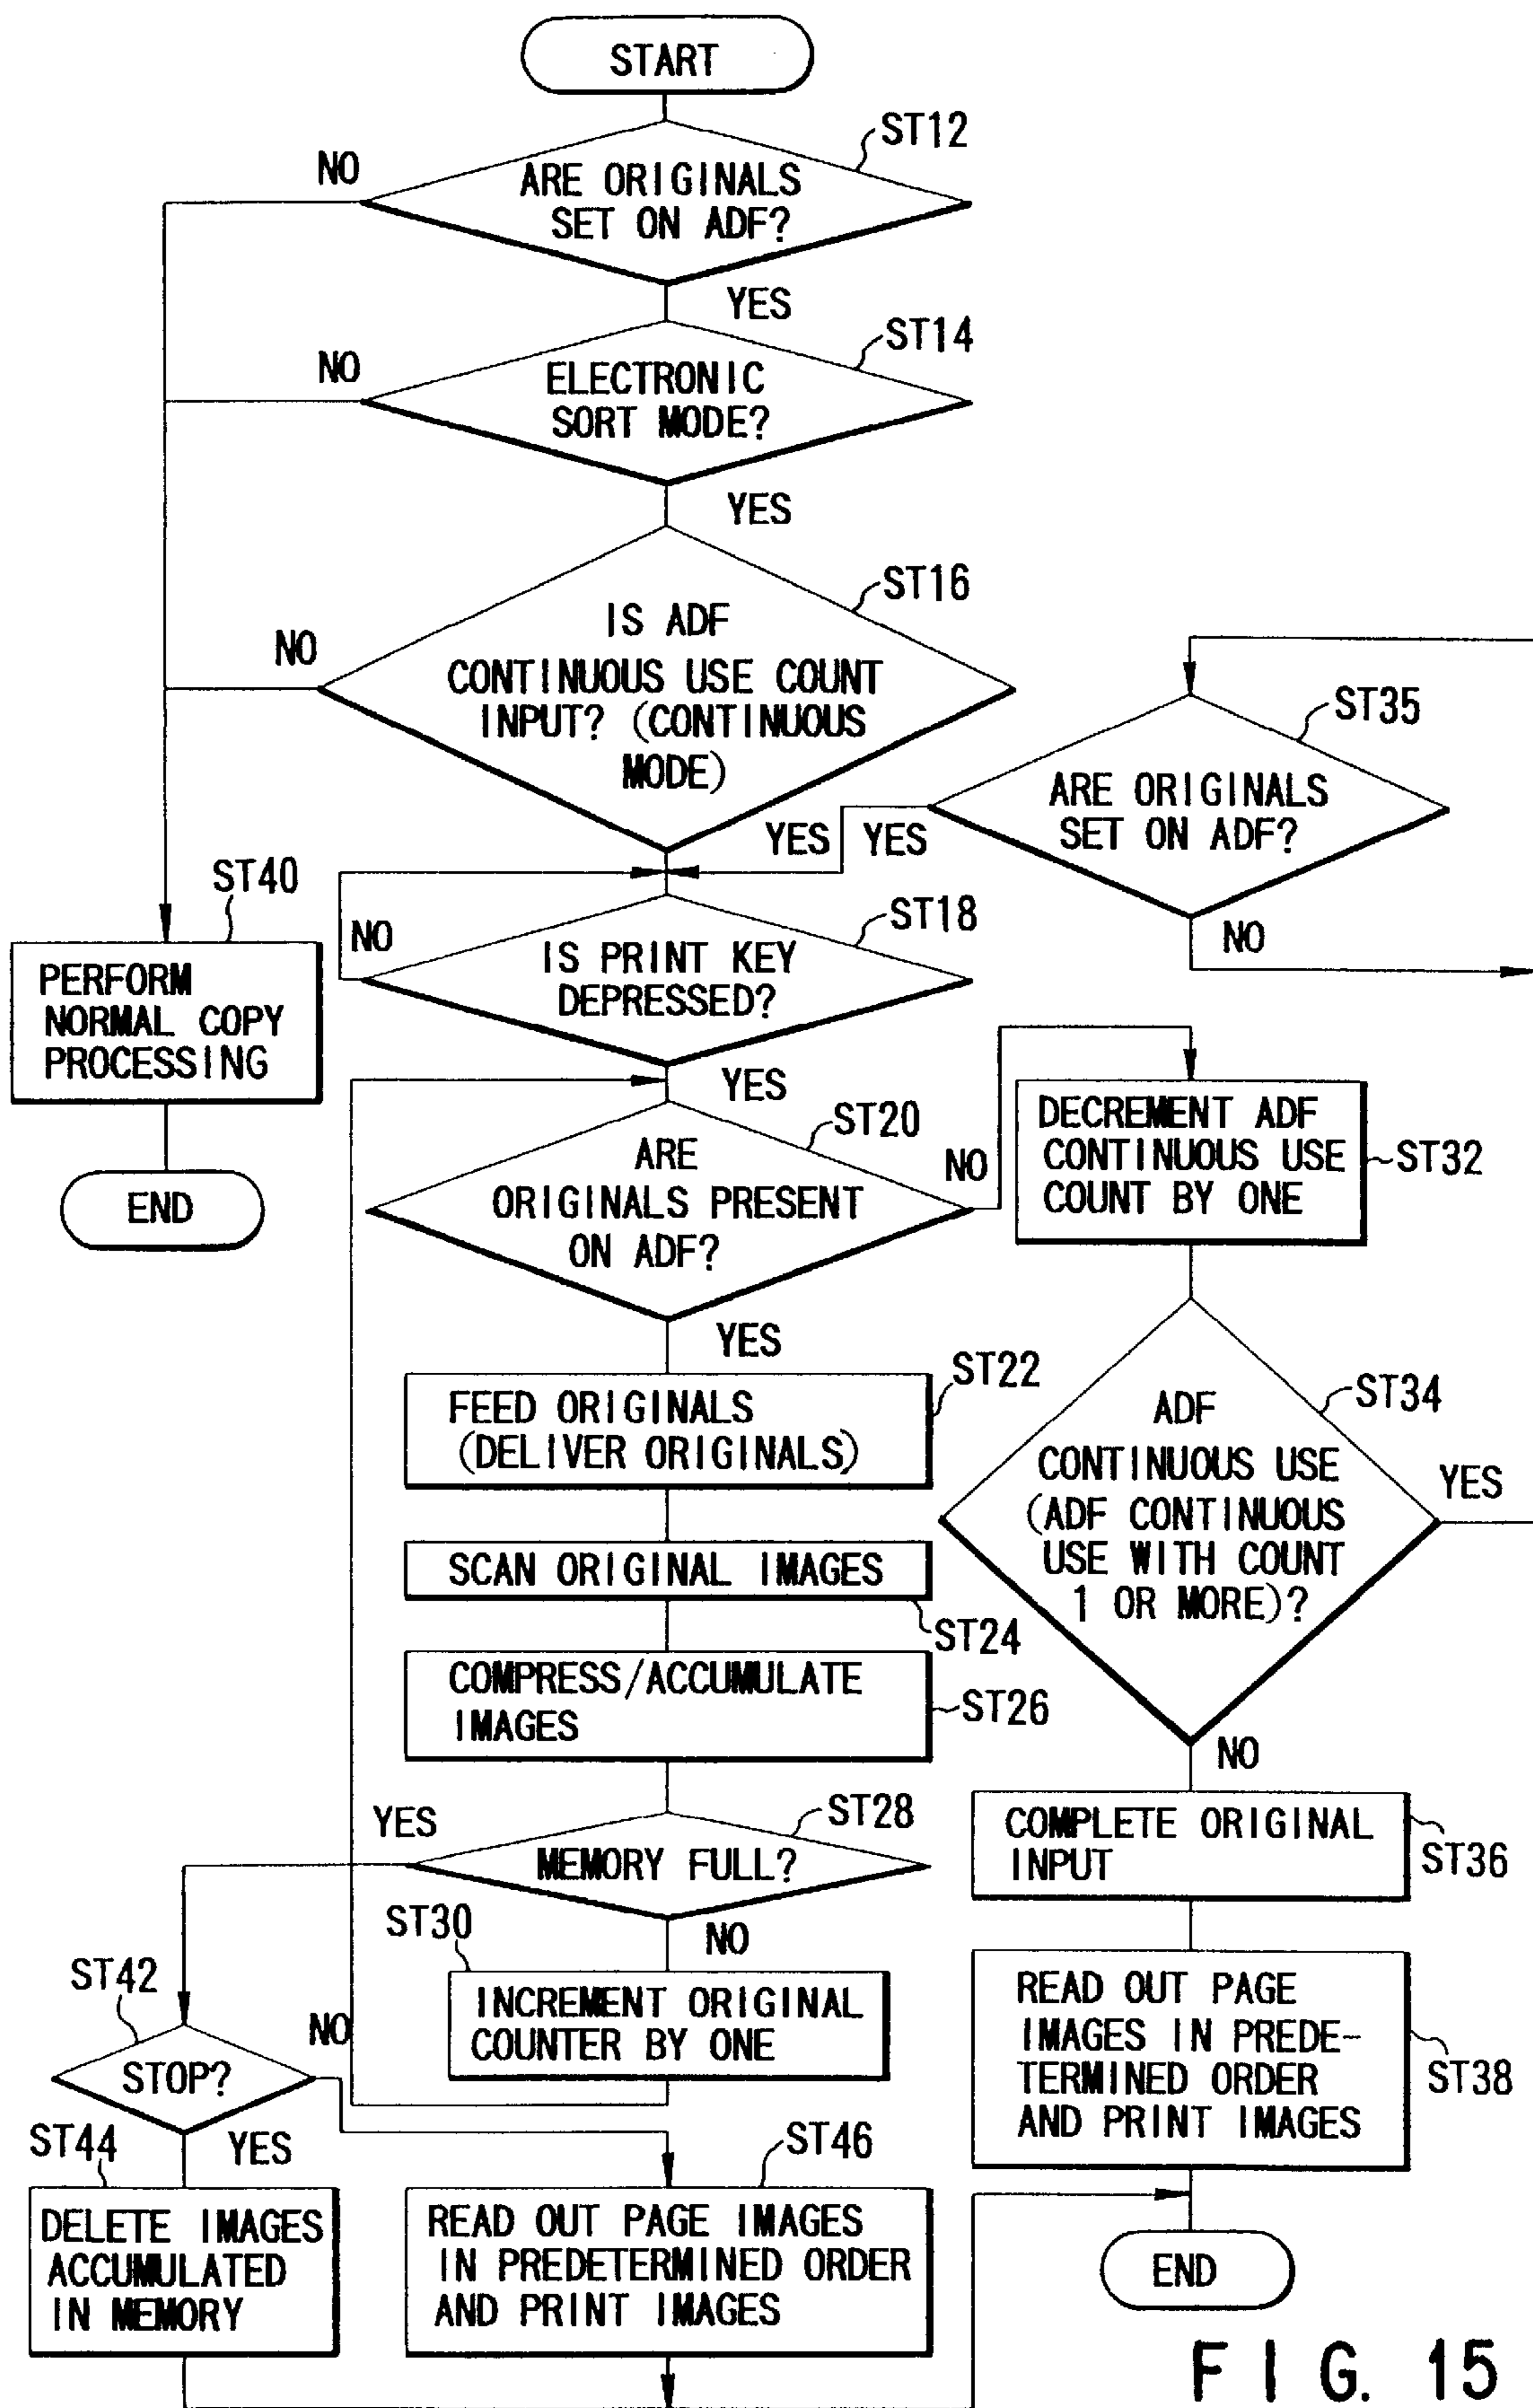 START
ST12
NO
ARE ORIGINALS
SET ON ADF?
YES
ST14
NO
ELECTRONIC
SORT MODE?
YES
ST16
NO
IS ADF
CONTINUOUS USE COUNT
INPUT? (CONTINUOUS
MODE)
YES
ST35
ARE ORIGINALS
SET ON ADF?
YES
NO
ST40
PERFORM
NORMAL COPY
PROCESSING
END
ST18
NO
IS PRINT KEY
DEPRESSED?
YES
ST20
ARE
ORIGINALS PRESENT
ON ADF?
NO
YES
DECREMENT ADF
CONTINUOUS USE
COUNT BY ONE
ST32
ST22
FEED ORIGINALS
(DELIVER ORIGINALS)
SCAN ORIGINAL IMAGES
ST24
COMPRESS/ACCUMULATE
IMAGES
ST26
ST34
ADF
CONTINUOUS USE
(ADF CONTINUOUS
USE WITH COUNT
1 OR MORE)?
YES
NO
ST28
YES
MEMORY FULL?
NO
ST30
INCREMENT ORIGINAL
COUNTER BY ONE
COMPLETE ORIGINAL
INPUT
ST36
READ OUT PAGE
IMAGES IN PREDE-
TERMINED ORDER
AND PRINT IMAGES
ST38
ST42
STOP?
NO
YES
ST44
DELETE IMAGES
ACCUMULATED
IN MEMORY
ST46
READ OUT PAGE IMAGES
IN PREDETERMINED ORDER
AND PRINT IMAGES
END
FIG. 15